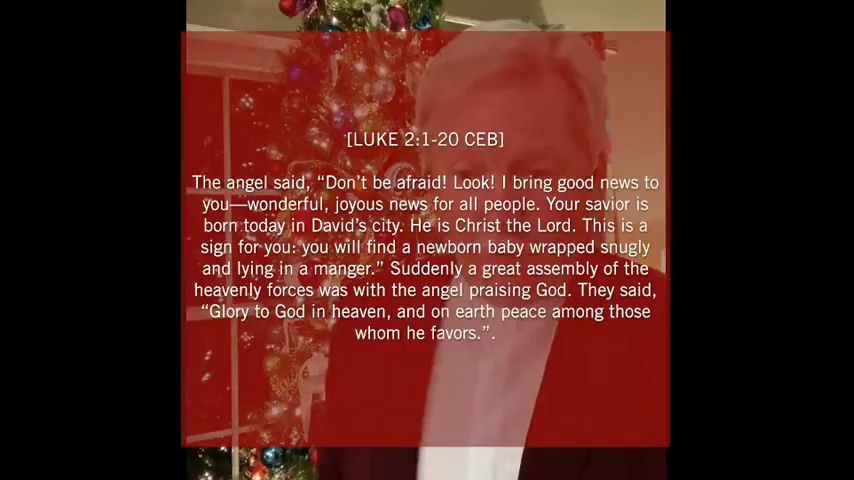 [LUKE 2:1-20 CEB]
The angel said, “Don’t be afraid! Look! I bring good news to
you—wonderful, joyous news for all people. Your savior is
born today in David’s city. He is Christ the Lord. This is a
sign for you: you will find a newborn baby wrapped snugly
and lying in a manger.” Suddenly a great assembly of the
heavenly forces was with the angel praising God. They said,
“Glory to God in heaven, and on earth peace among those
whom he favors.”.